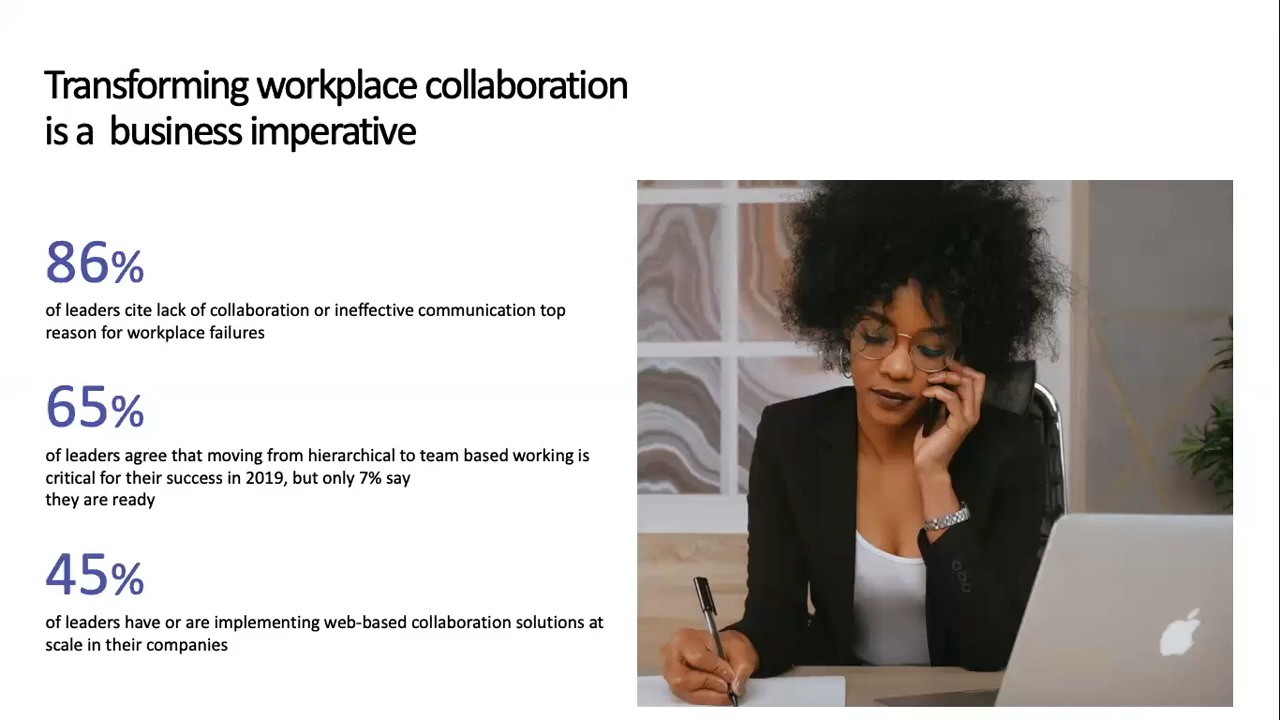 Transforming workplace collaboration
is a  business imperative
86%
of leaders cite lack of collaboration or ineffective communication top
reason for workplace failures
65%
of leaders agree that moving from hierarchical to team based working is
critical for their success in 2019, but only 7% say
they are ready
45%
of leaders have or are implementing web-based collaboration solutions at
scale in their companies